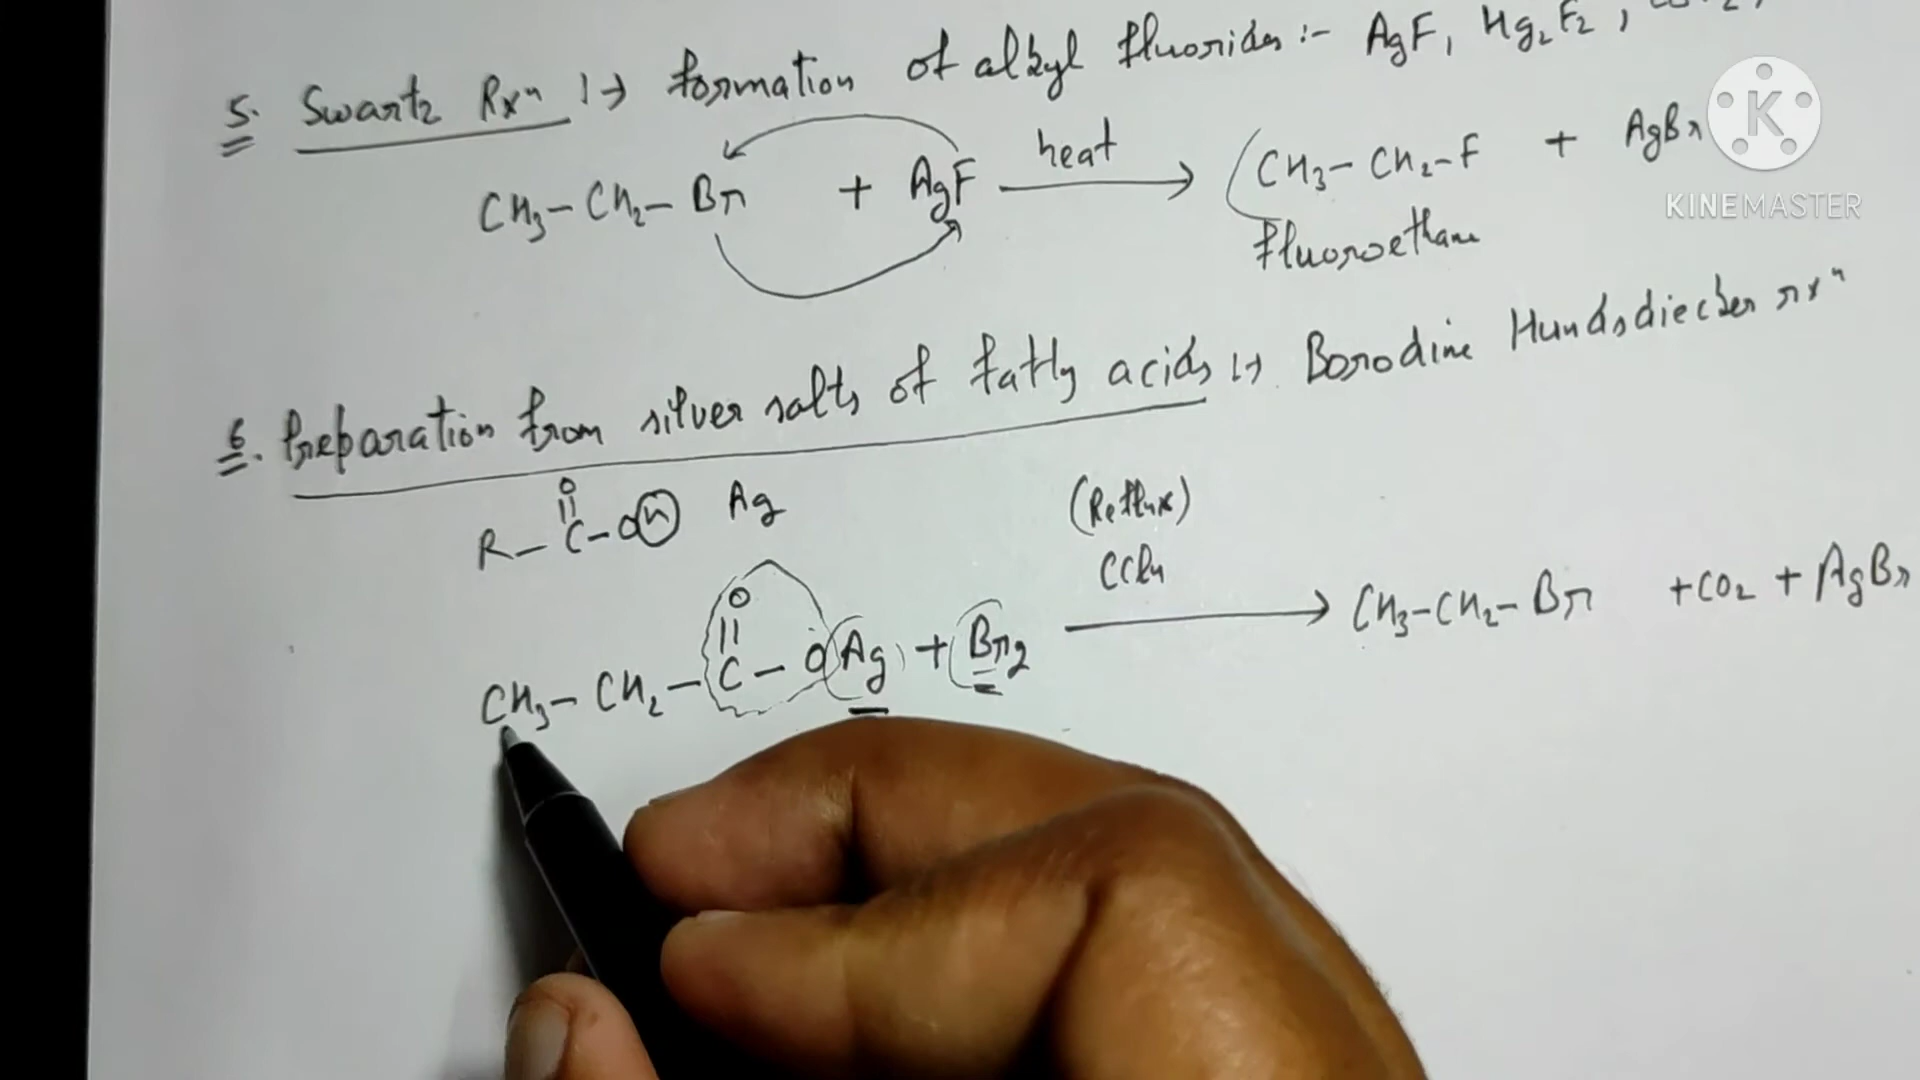 5. Swartz Rxn :→ formation of alkyl fluorides :- AgF, Hg₂F₂,
CH₃-CH₂-Br + AgF heat → CH₃-CH₂-F + AgBr
fluoroethane
KINEMASTER
6. Preparation from silver salts of fatty acids :→ Borodine Hundsdiecker rxⁿ
R-C-OH Ag
O
(Reflux)
CCl₄
CH₃-CH₂-C-OAg + Br₂ → CH₃-CH₂-Br + CO₂ + AgBr
O